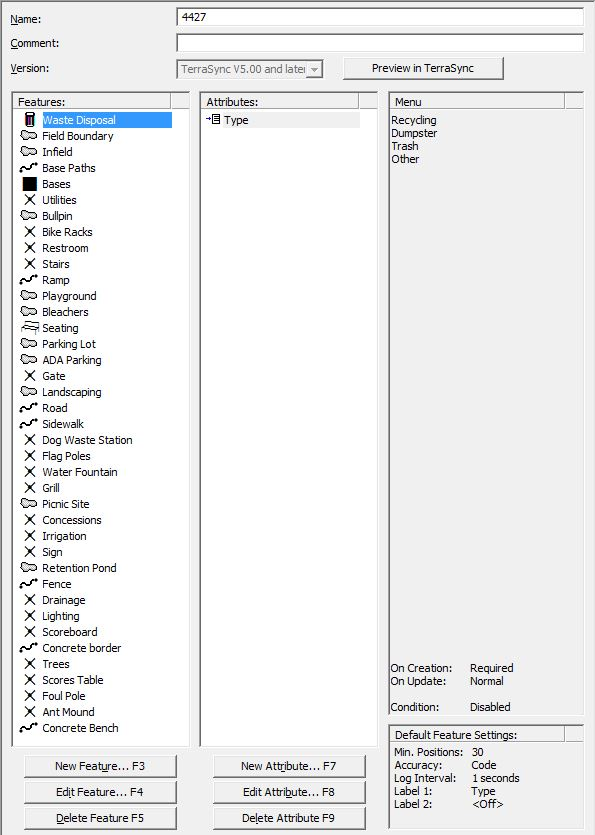 Name: 4427
Comment:
Version: TerraSync V5.00 and later Preview in TerraSync
Features:
Waste Disposal
Field Boundary
Infield
Base Paths
Bases
Utilities
Bullpin
Bike Racks
Restroom
Stairs
Ramp
Playground
Bleachers
Seating
Parking Lot
ADA Parking
Gate
Landscaping
Road
Sidewalk
Dog Waste Station
Flag Poles
Water Fountain
Grill
Picnic Site
Concessions
Irrigation
Sign
Retention Pond
Fence
Drainage
Lighting
Scoreboard
Concrete border
Trees
Scores Table
Foul Pole
Ant Mound
Concrete Bench
Attributes:
Type
Menu
Recycling
Dumpster
Trash
Other
On Creation: Required
On Update: Normal
Condition: Disabled
Default Feature Settings:
Min. Positions: 30
Accuracy: Code
Log Interval: 1 seconds
Label 1: Type
Label 2: <Off>
New Feature... F3
Edit Feature... F4
Delete Feature F5
New Attribute... F7
Edit Attribute... F8
Delete Attribute F9